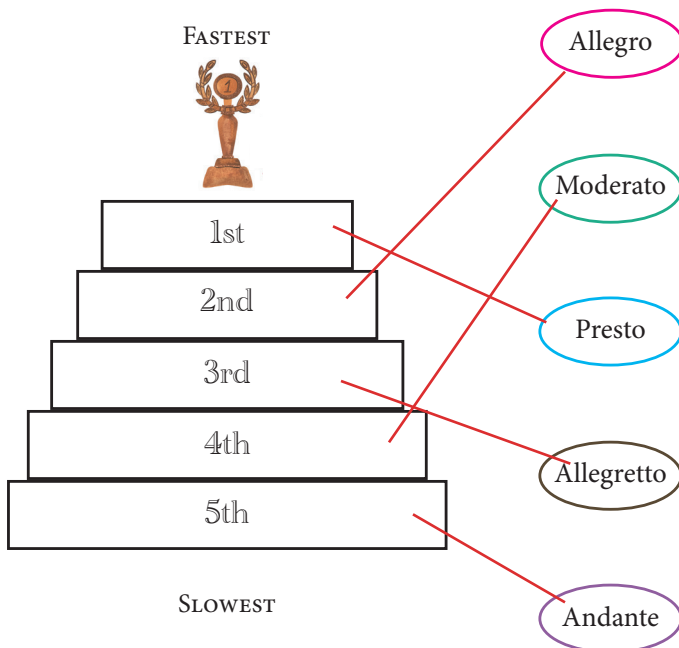 FASTEST
1
1st
2nd
3rd
4th
5th
SLOWEST
Allegro
Moderato
Presto
Allegretto
Andante